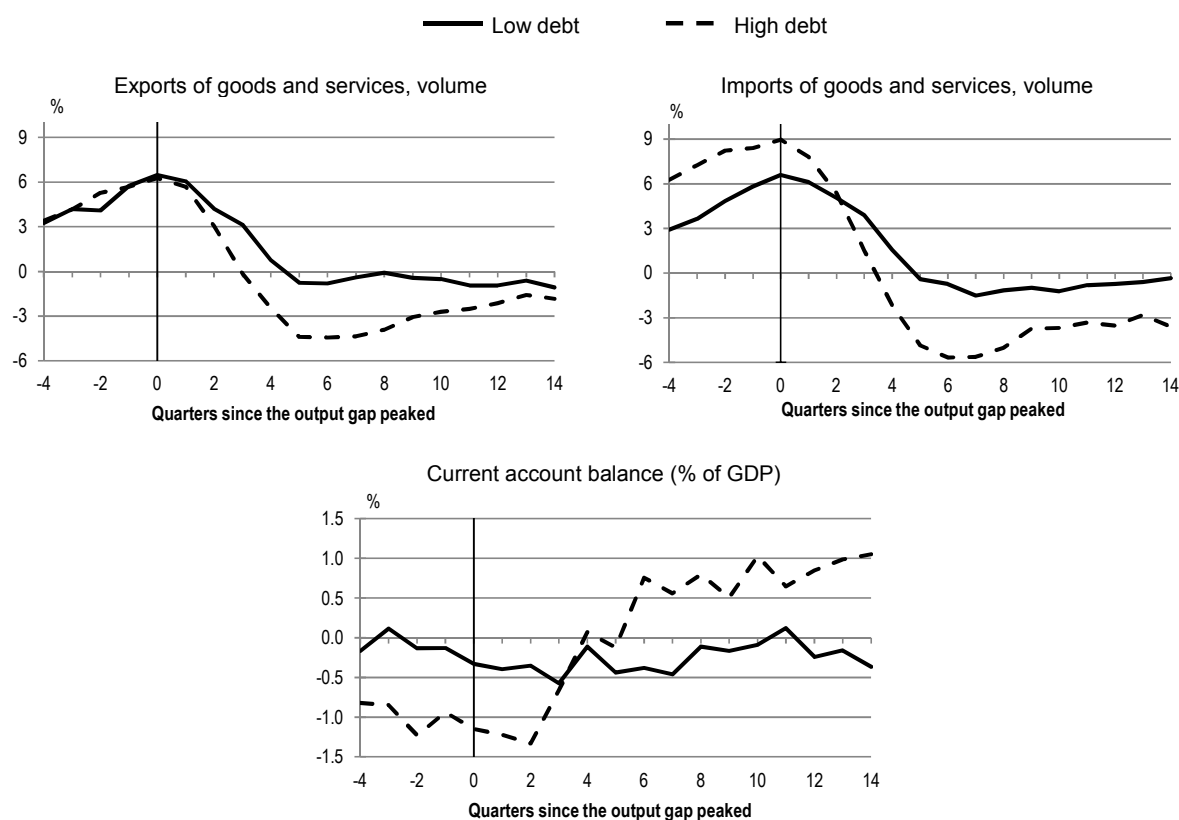 Low debt High debt
Exports of goods and services, volume
%
9
6
3
0
-3
-6
-4 -2 0 2 4 6 8 10 12 14
Quarters since the output gap peaked
Imports of goods and services, volume
%
9
6
3
0
-3
-6
-4 -2 0 2 4 6 8 10 12 14
Quarters since the output gap peaked
Current account balance (% of GDP)
%
1.5
1.0
0.5
0.0
-0.5
-1.0
-1.5
-4 -2 0 2 4 6 8 10 12 14
Quarters since the output gap peaked